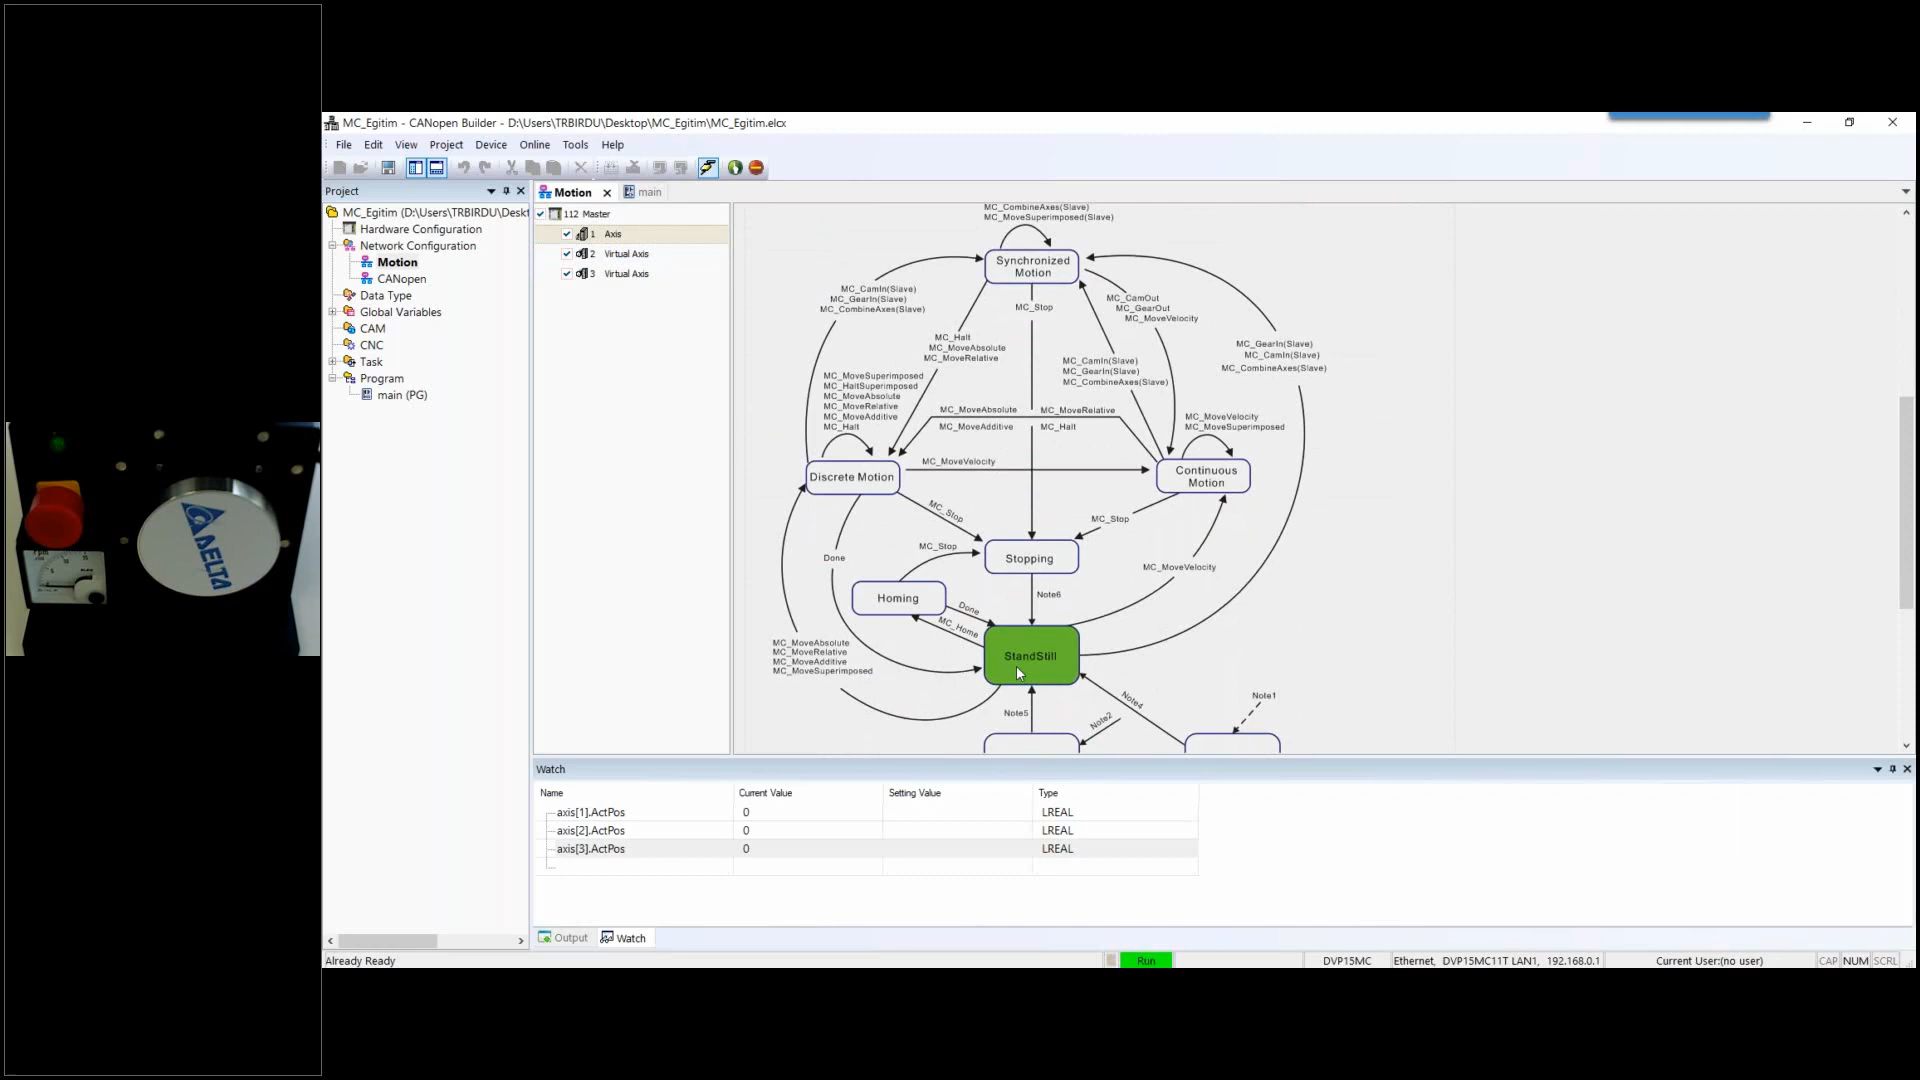 MC_Egitim - CANopen Builder - D:\Users\TRBIRDU\Desktop\MC_Egitim\MC_Egitim.elcx
File Edit View Project Device Online Tools Help
Project
MC_Egitim (D:\Users\TRBIRDU\Deskt
Hardware Configuration
Network Configuration
Motion
CANopen
Data Type
Global Variables
CAM
CNC
Task
Program
main (PG)
Motion
main
112 Master
1 Axis
2 Virtual Axis
3 Virtual Axis
MC_CombineAxes(Slave)
MC_MoveSuperimposed(Slave)
Synchronized
Motion
MC_CamIn(Slave)
MC_GearIn(Slave)
MC_CombineAxes(Slave)
MC_Stop
MC_CamOut
MC_GearOut
MC_MoveVelocity
MC_Halt
MC_MoveAbsolute
MC_MoveRelative
MC_GearIn(Slave)
MC_CamIn(Slave)
MC_CombineAxes(Slave)
MC_CamIn(Slave)
MC_GearIn(Slave)
MC_CombineAxes(Slave)
MC_MoveSuperimposed
MC_HaltSuperimposed
MC_MoveAbsolute
MC_MoveRelative
MC_MoveAdditive
MC_Halt
MC_MoveAbsolute MC_MoveRelative
MC_MoveAdditive MC_Halt
MC_MoveVelocity
MC_MoveSuperimposed
MC_MoveVelocity
Discrete Motion
Continuous
Motion
MC_Stop
MC_Stop
MC_Stop
Done
Stopping
MC_MoveVelocity
Homing
Note6
Done
MC_Home
StandStill
MC_MoveAbsolute
MC_MoveRelative
MC_MoveAdditive
MC_MoveSuperimposed
Note5
Note2
Note4
Note1
DELTA
Watch
Name Current Value Setting Value Type
axis[1].ActPos 0 LREAL
axis[2].ActPos 0 LREAL
axis[3].ActPos 0 LREAL
Output Watch
Already Ready Run DVP15MC Ethernet, DVP15MC11T LAN1, 192.168.0.1 Current User:(no user) CAP NUM SCRL